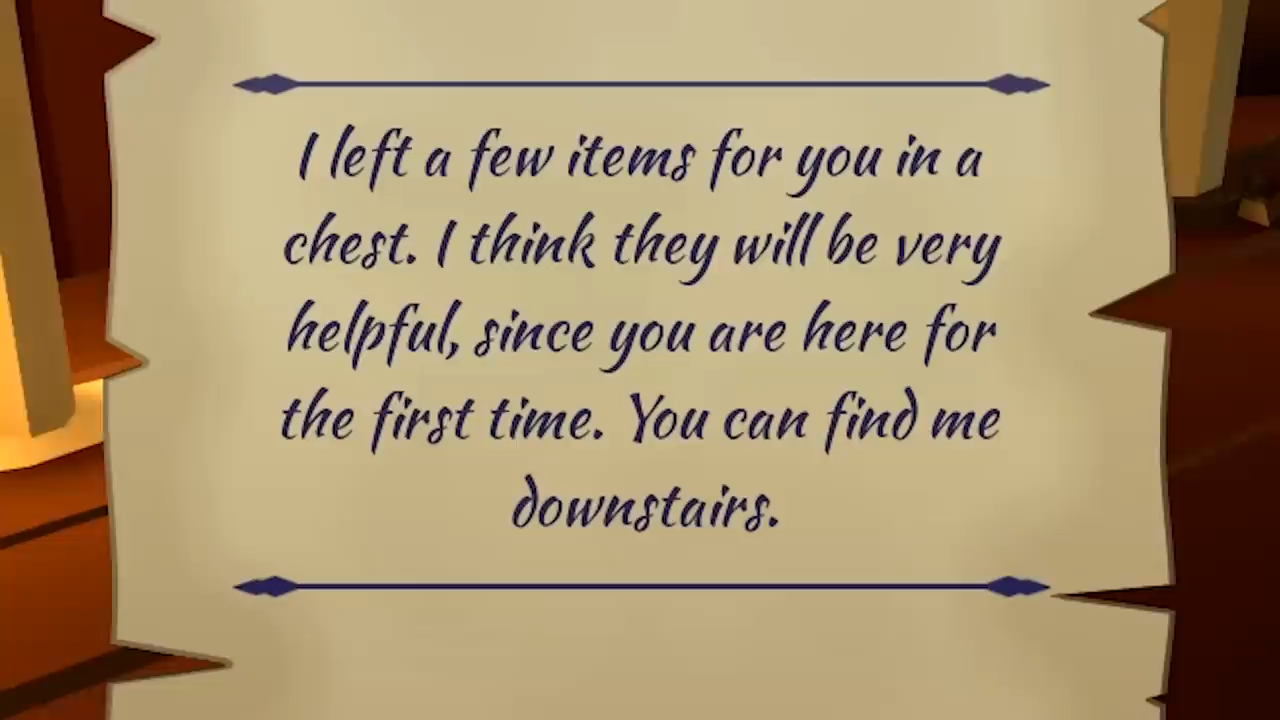 I left a few items for you in a
chest. I think they will be very
helpful, since you are here for
the first time. You can find me
downstairs.